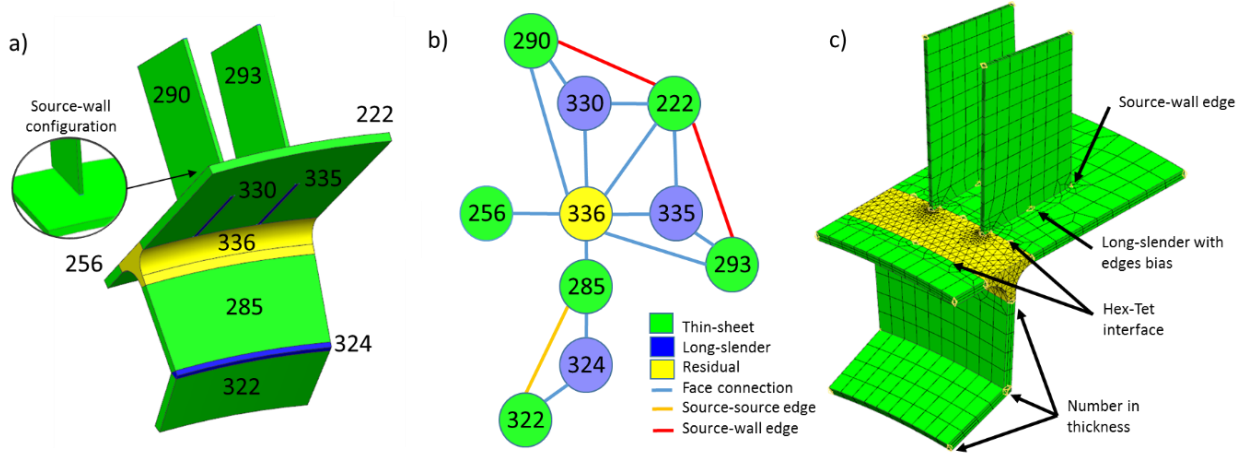 a)
290
293
222
Source-wall
configuration
330
335
336
256
285
324
322
b)
290
330
222
256
336
335
293
285
324
322
Thin-sheet
Long-slender
Residual
Face connection
Source-source edge
Source-wall edge
c)
Source-wall edge
Long-slender with
edges bias
Hex-Tet
interface
Number in
thickness